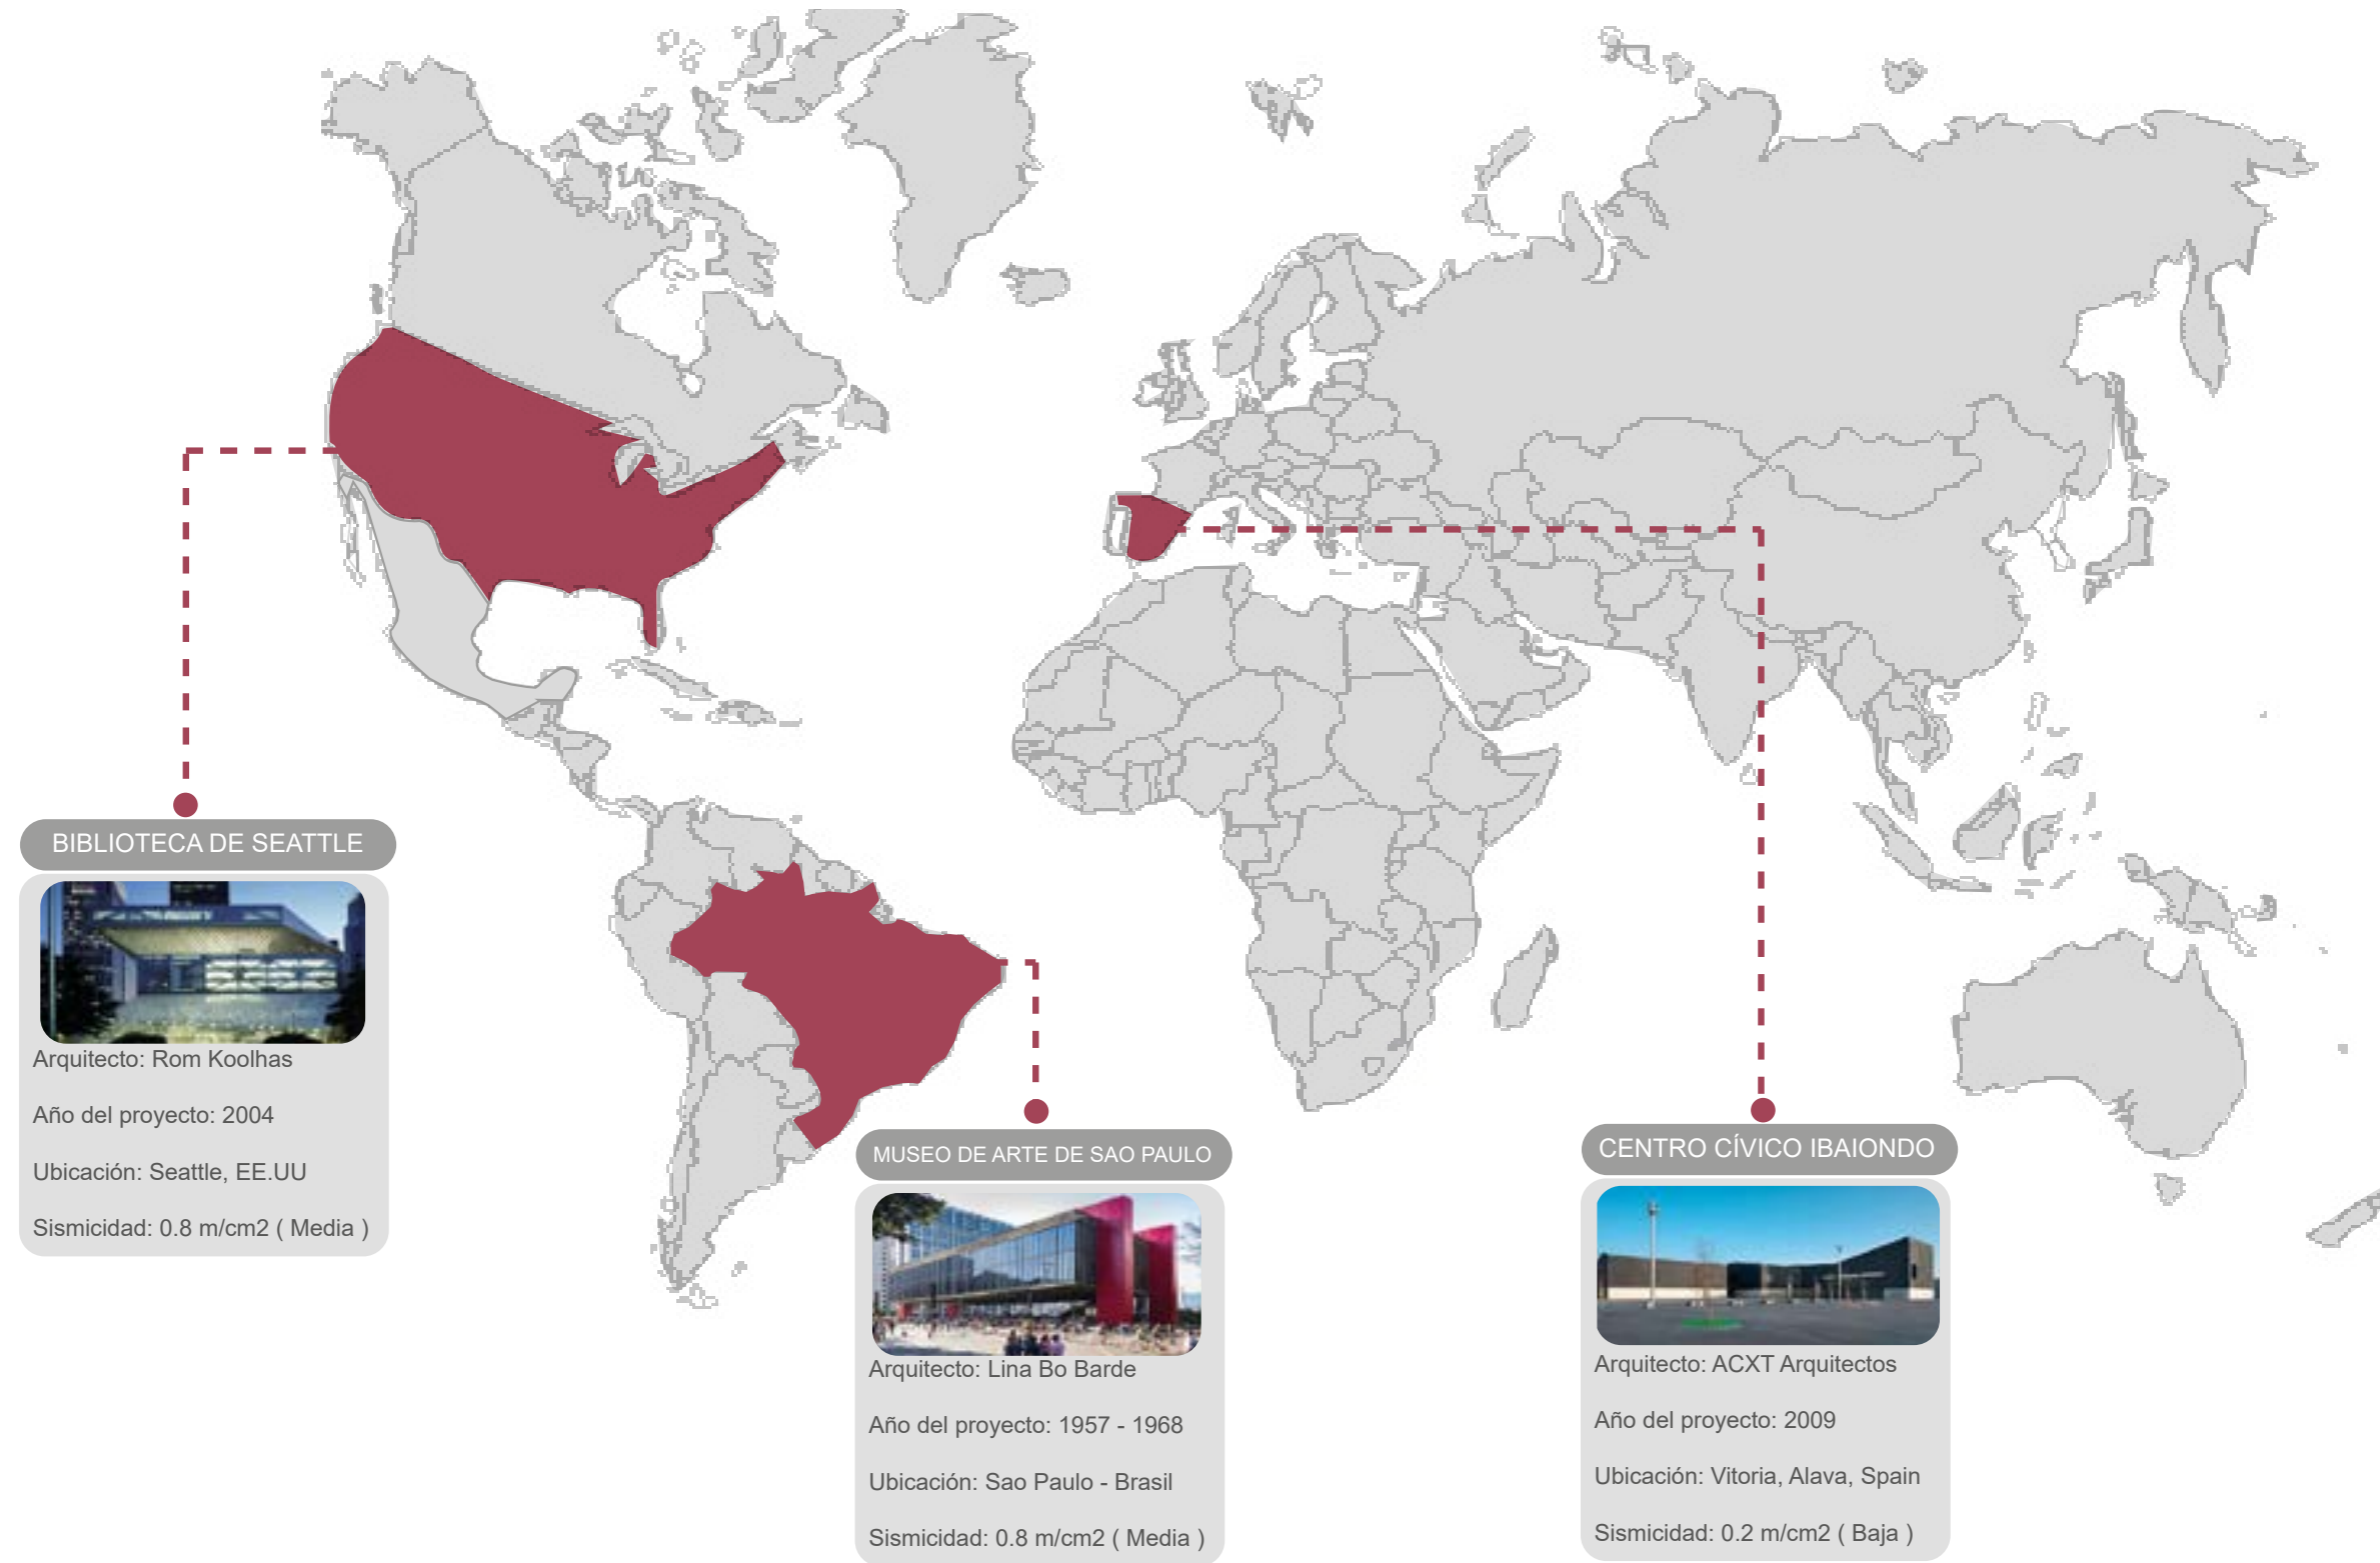 BIBLIOTECA DE SEATTLE
Arquitecto: Rom Koolhas
Año del proyecto: 2004
Ubicación: Seattle, EE.UU
Sismicidad: 0.8 m/cm2 ( Media )
MUSEO DE ARTE DE SAO PAULO
Arquitecto: Lina Bo Barde
Año del proyecto: 1957 - 1968
Ubicación: Sao Paulo - Brasil
Sismicidad: 0.8 m/cm2 ( Media )
CENTRO CÍVICO IBAIONDO
Arquitecto: ACXT Arquitectos
Año del proyecto: 2009
Ubicación: Vitoria, Alava, Spain
Sismicidad: 0.2 m/cm2 ( Baja )